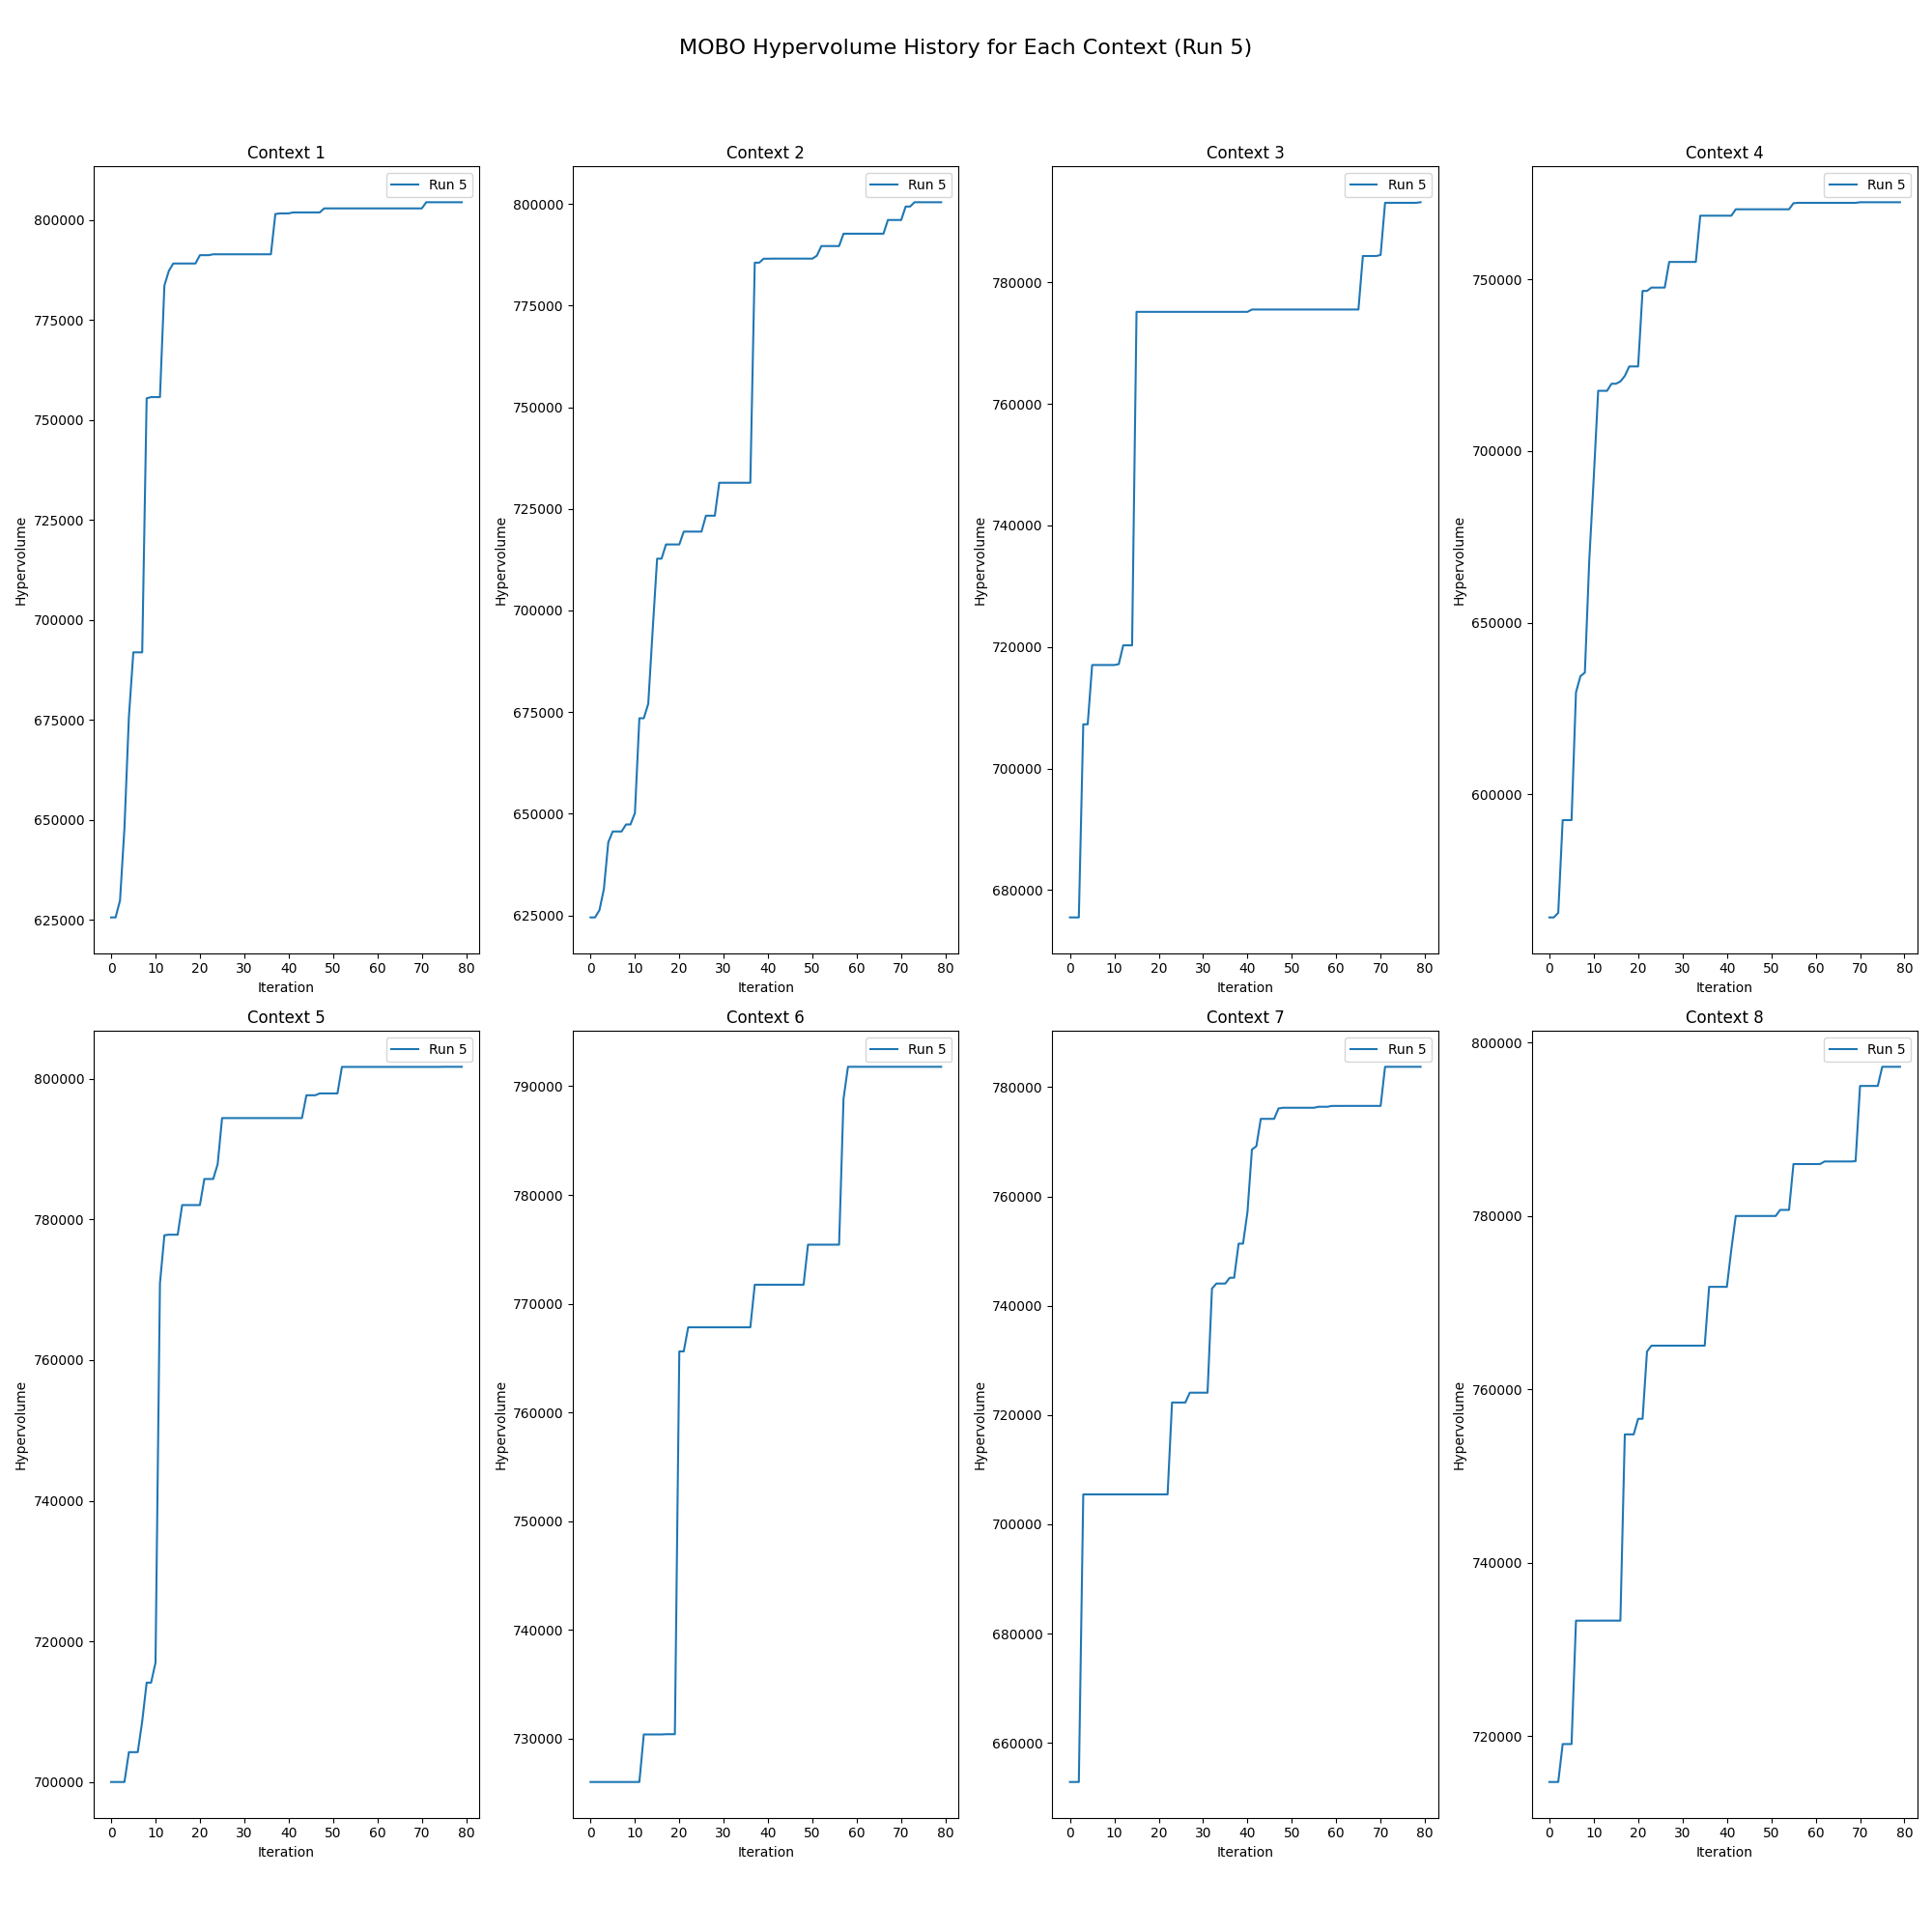 MOBO Hypervolume History for Each Context (Run 5)
Context 1
Run 5
800000
775000
750000
725000
700000
675000
650000
625000
Hypervolume
0 10 20 30 40 50 60 70 80
Iteration
Context 2
Run 5
800000
775000
750000
725000
700000
675000
650000
625000
Hypervolume
0 10 20 30 40 50 60 70 80
Iteration
Context 3
Run 5
780000
760000
740000
720000
700000
680000
Hypervolume
0 10 20 30 40 50 60 70 80
Iteration
Context 4
Run 5
750000
700000
650000
600000
Hypervolume
0 10 20 30 40 50 60 70 80
Iteration
Context 5
Run 5
800000
780000
760000
740000
720000
700000
Hypervolume
0 10 20 30 40 50 60 70 80
Iteration
Context 6
Run 5
790000
780000
770000
760000
750000
740000
730000
Hypervolume
0 10 20 30 40 50 60 70 80
Iteration
Context 7
Run 5
780000
760000
740000
720000
700000
680000
660000
Hypervolume
0 10 20 30 40 50 60 70 80
Iteration
Context 8
Run 5
800000
780000
760000
740000
720000
Hypervolume
0 10 20 30 40 50 60 70 80
Iteration